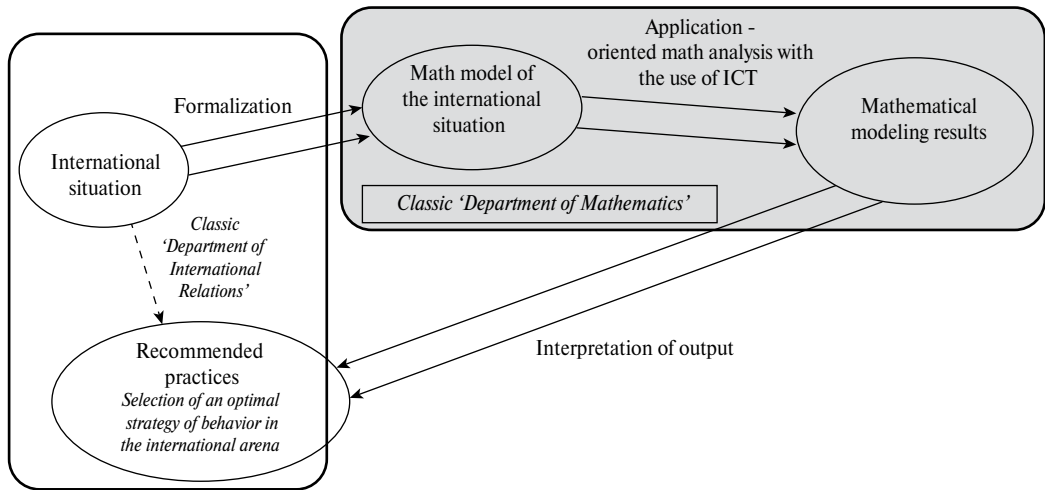 Application -
oriented math analysis with
the use of ICT
Math model of
the international
situation
Formalization
Mathematical
modeling results
International
situation
Classic ‘Department of Mathematics’
Classic
‘Department of
International
Relations’
Recommended
practices
Selection of an optimal
strategy of behavior in
the international arena
Interpretation of output